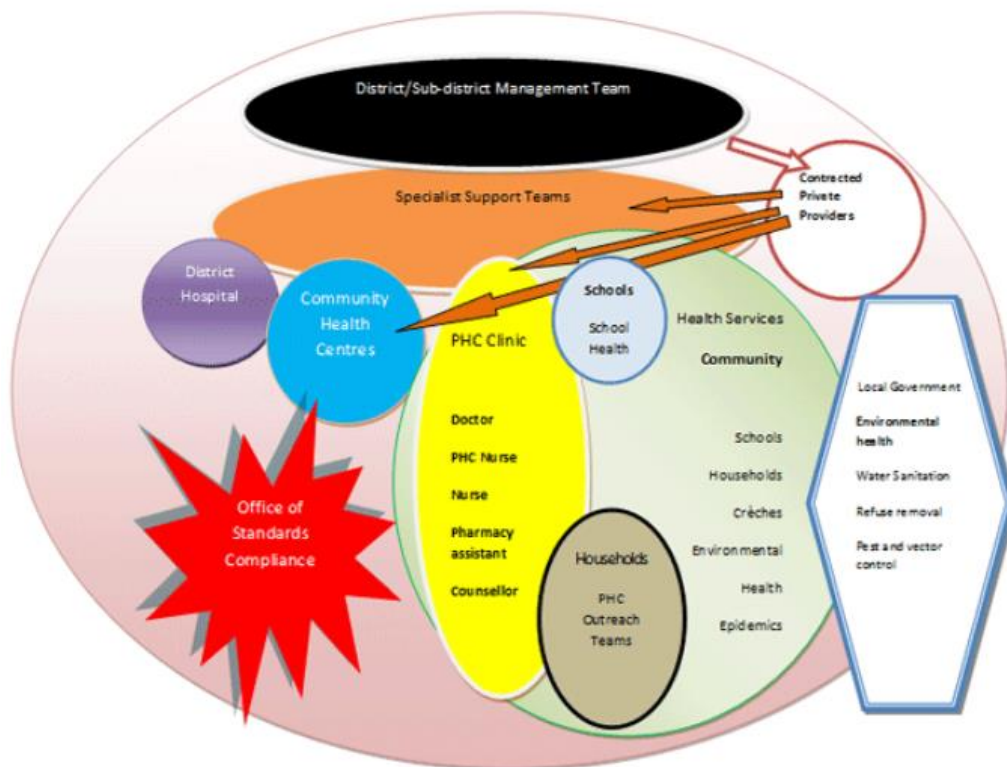 District/Sub-district Management Team
Specialist Support Teams
Contracted
Private
Providers
District
Hospital
Community
Health
Centres
PHC Clinic
Doctor
PHC Nurse
Nurse
Pharmacy
assistant
Counsellor
Schools
School
Health
Health Services
Community
Schools
Households
Crèches
Environmental
Health
Epidemics
Households
PHC
Outreach
Teams
Office of
Standards
Compliance
Local Government
Environmental
health
Water Sanitation
Refuse removal
Pest and vector
control